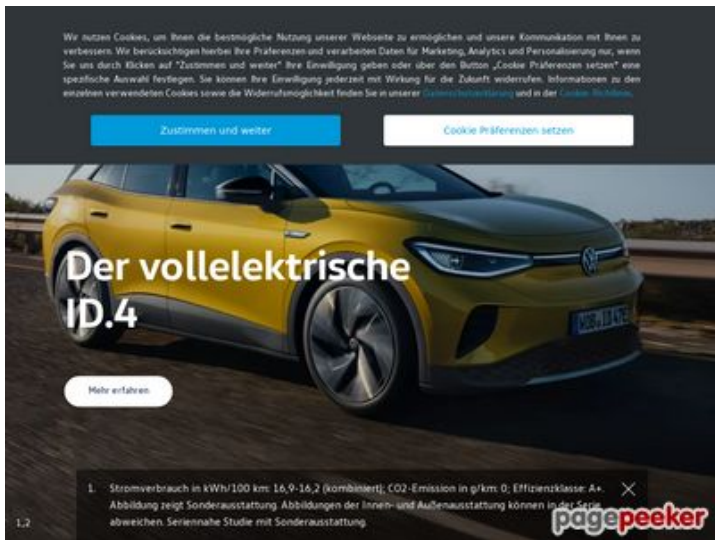 Wir nutzen Cookies, um Ihnen die bestmögliche Nutzung unserer Webseite zu ermöglichen und unsere Kommunikation mit Ihnen zu
verbessern. Wir berücksichtigen hierbei Ihre Präferenzen und verarbeiten Daten für Marketing, Analytics und Personalisierung nur, wenn
Sie uns durch Klicken auf "Zustimmen und weiter" Ihre Einwilligung geben oder über den Button „Cookie Präferenzen setzen" eine
spezifische Auswahl festlegen. Sie können Ihre Einwilligung jederzeit mit Wirkung für die Zukunft widerrufen. Informationen zu den
einzelnen verwendeten Cookies sowie die Widerrufsmöglichkeit finden Sie in unserer Datenschutzerklärung und in der Cookie-Richtlinie.
Zustimmen und weiter
Cookie Präferenzen setzen
Der vollelektrische
ID.4
WOB ID 47E
Mehr erfahren
1. Stromverbrauch in kWh/100 km: 16,9-16,2 (kombiniert); CO2-Emission in g/km: 0; Effizienzklasse: A+.
Abbildung zeigt Sonderausstattung. Abbildungen der Innen- und Außenausstattung können in der Serie
abweichen. Seriennahe Studie mit Sonderausstattung.
1,2
pagepeeker